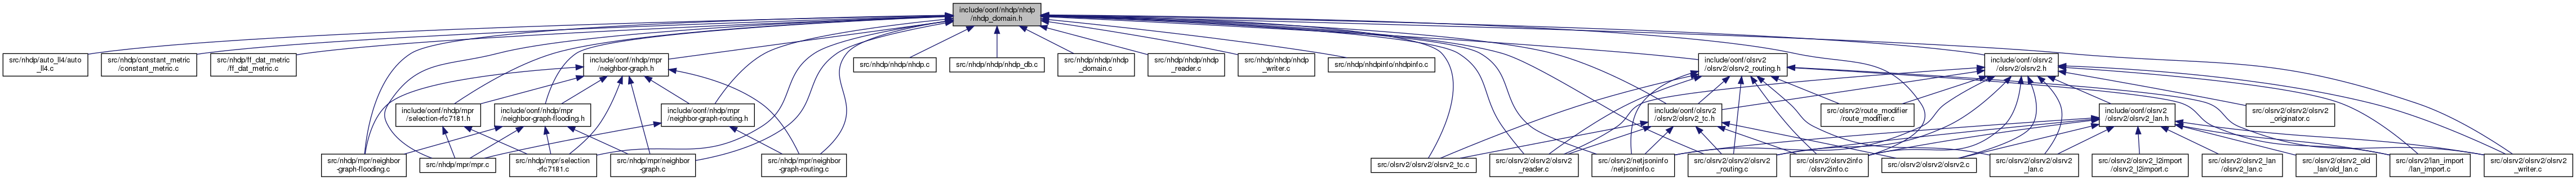 include/oonf/nhdp/nhdp
/nhdp_domain.h
src/nhdp/auto_ll4/auto
_ll4.c
src/nhdp/constant_metric
/constant_metric.c
src/nhdp/ff_dat_metric
/ff_dat_metric.c
include/oonf/nhdp/mpr
/neighbor-graph.h
src/nhdp/nhdp/nhdp.c
src/nhdp/nhdp/nhdp_db.c
src/nhdp/nhdp/nhdp
_domain.c
src/nhdp/nhdp/nhdp
_reader.c
src/nhdp/nhdp/nhdp
_writer.c
src/nhdp/nhdpinfo/nhdpinfo.c
include/oonf/olsrv2
/olsrv2/olsrv2_routing.h
include/oonf/olsrv2
/olsrv2/olsrv2.h
include/oonf/nhdp/mpr
/selection-rfc7181.h
include/oonf/nhdp/mpr
/neighbor-graph-flooding.h
include/oonf/nhdp/mpr
/neighbor-graph-routing.h
include/oonf/olsrv2
/olsrv2/olsrv2_tc.h
src/olsrv2/route_modifier
/route_modifier.c
include/oonf/olsrv2
/olsrv2/olsrv2_lan.h
src/olsrv2/olsrv2/olsrv2
_originator.c
src/nhdp/mpr/neighbor
-graph-flooding.c
src/nhdp/mpr/mpr.c
src/nhdp/mpr/selection
-rfc7181.c
src/nhdp/mpr/neighbor
-graph.c
src/nhdp/mpr/neighbor
-graph-routing.c
src/olsrv2/olsrv2/olsrv2_tc.c
src/olsrv2/olsrv2/olsrv2
_reader.c
src/olsrv2/netjsoninfo
/netjsoninfo.c
src/olsrv2/olsrv2/olsrv2
_routing.c
src/olsrv2/olsrv2info
/olsrv2info.c
src/olsrv2/olsrv2/olsrv2.c
src/olsrv2/olsrv2/olsrv2
_lan.c
src/olsrv2/olsrv2_l2import
/olsrv2_l2import.c
src/olsrv2/olsrv2_lan
/olsrv2_lan.c
src/olsrv2/olsrv2_old
_lan/old_lan.c
src/olsrv2/lan_import
/lan_import.c
src/olsrv2/olsrv2/olsrv2
_writer.c